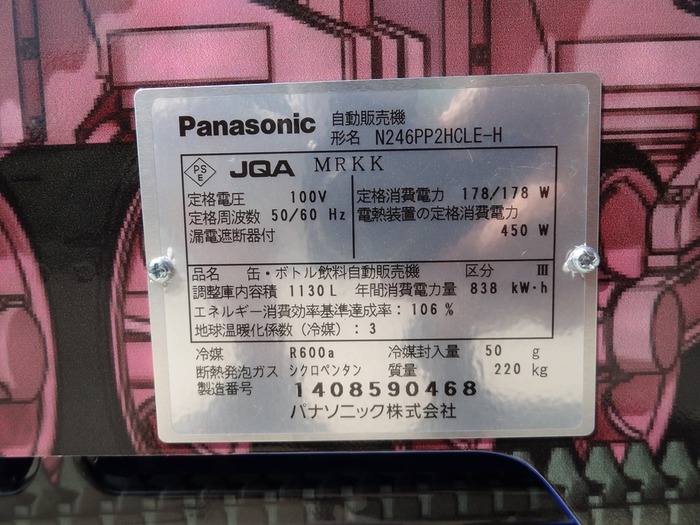 Panasonic 自動販売機
形名 N246PP2HCLE-H
PS E JQA MRKK
定格電圧 100V
定格周波数 50/60 Hz
漏電遮断器付
定格消費電力 178/178 W
電熱装置の定格消費電力
450 W
品名 缶・ボトル飲料自動販売機 区分 Ⅲ
調整庫内容積 1130L 年間消費電力量 838 kW·h
エネルギー消費効率基準達成率：106 %
地球温暖化係数（冷媒）：3
冷媒 R600a 冷媒封入量 50 g
断熱発泡ガス シクロペンタン 質量 220 kg
製造番号 1408590468
パナソニック株式会社